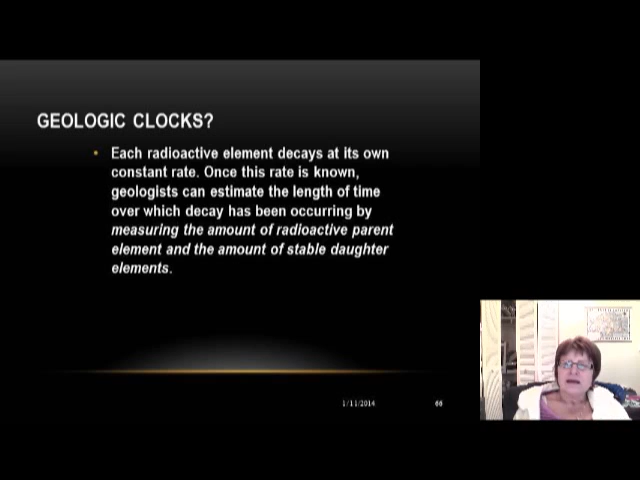 GEOLOGIC CLOCKS?
• Each radioactive element decays at its own
constant rate. Once this rate is known,
geologists can estimate the length of time
over which decay has been occurring by
measuring the amount of radioactive parent
element and the amount of stable daughter
elements.
1/11/2014
66